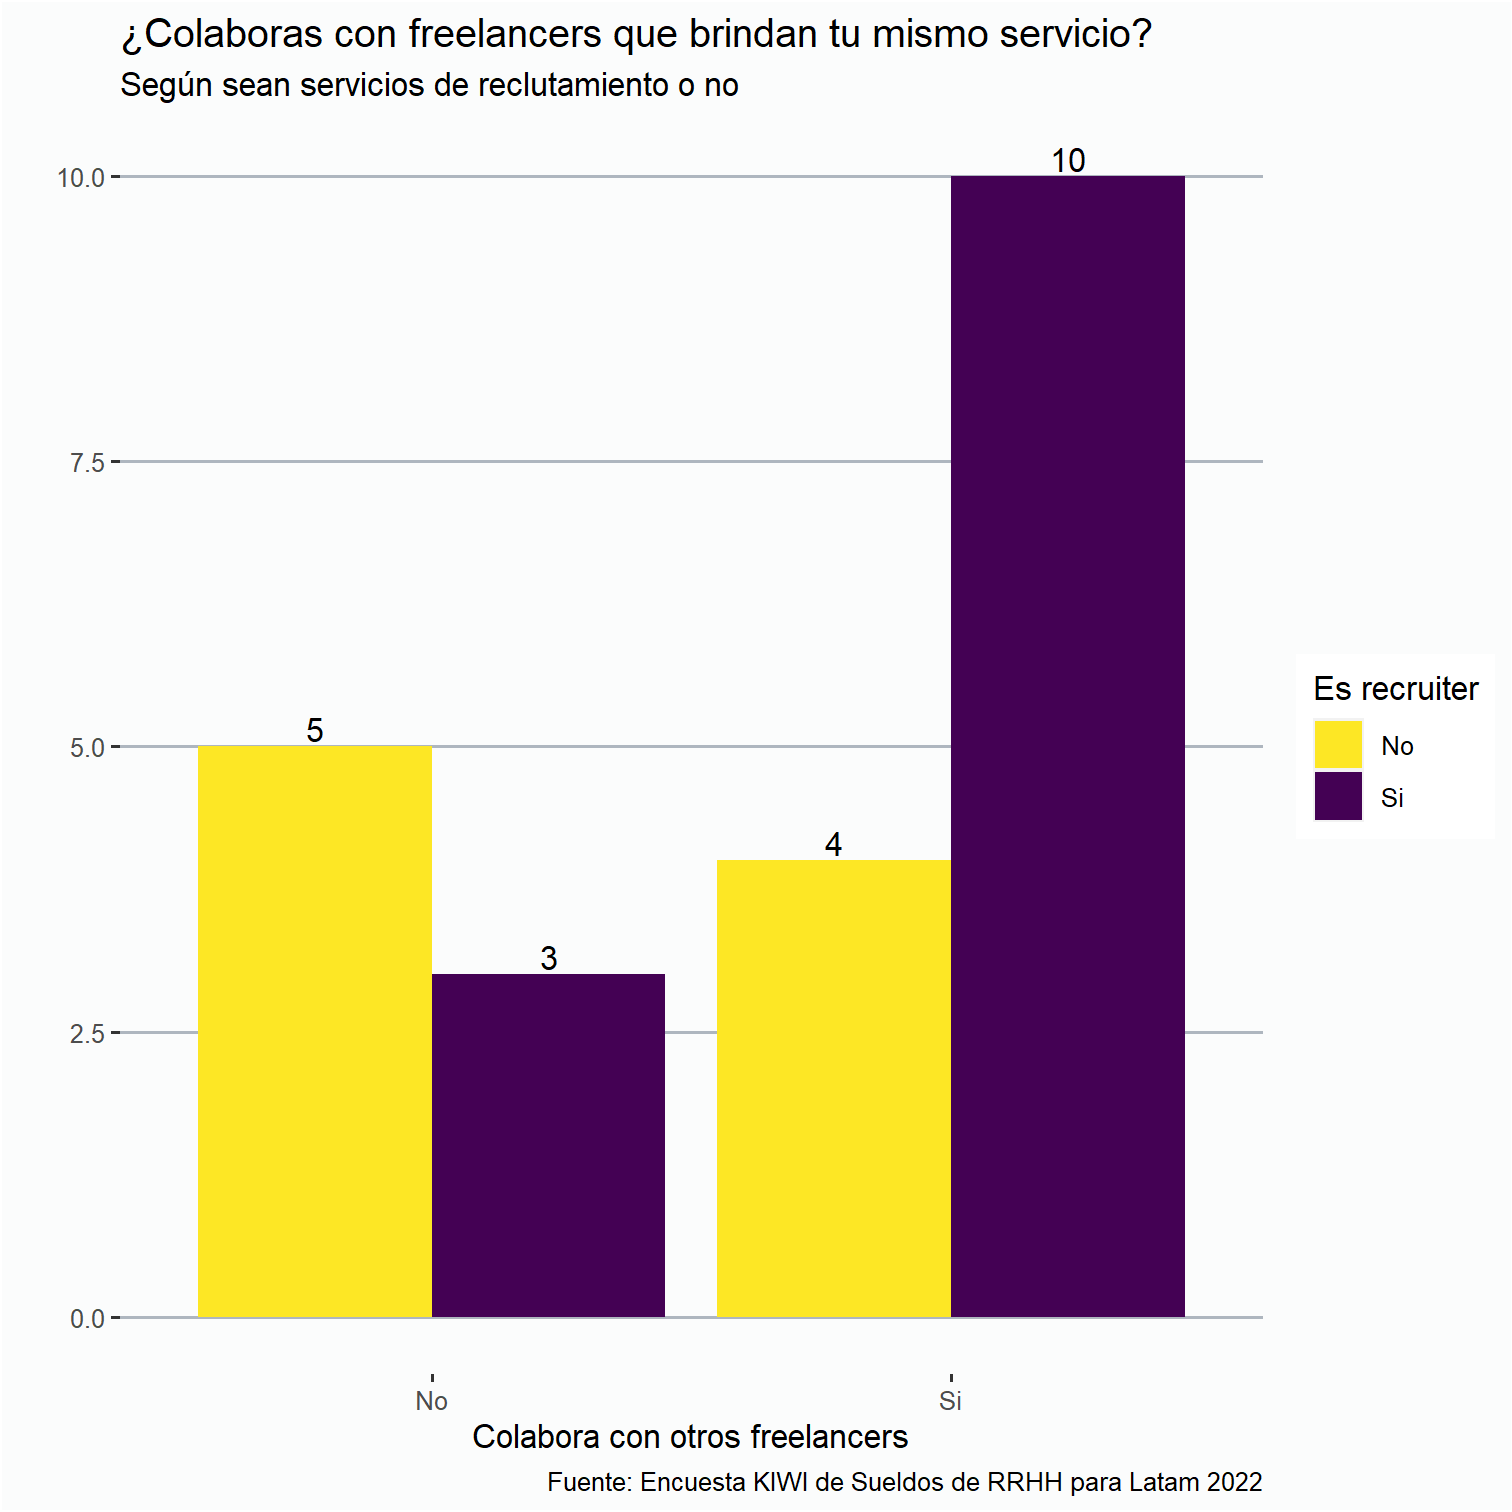 ¿Colaboras con freelancers que brindan tu mismo servicio?
Según sean servicios de reclutamiento o no
10.0
7.5
5.0
2.5
0.0
5
3
4
10
No
Si
Colabora con otros freelancers
Es recruiter
No
Si
Fuente: Encuesta KIWI de Sueldos de RRHH para Latam 2022